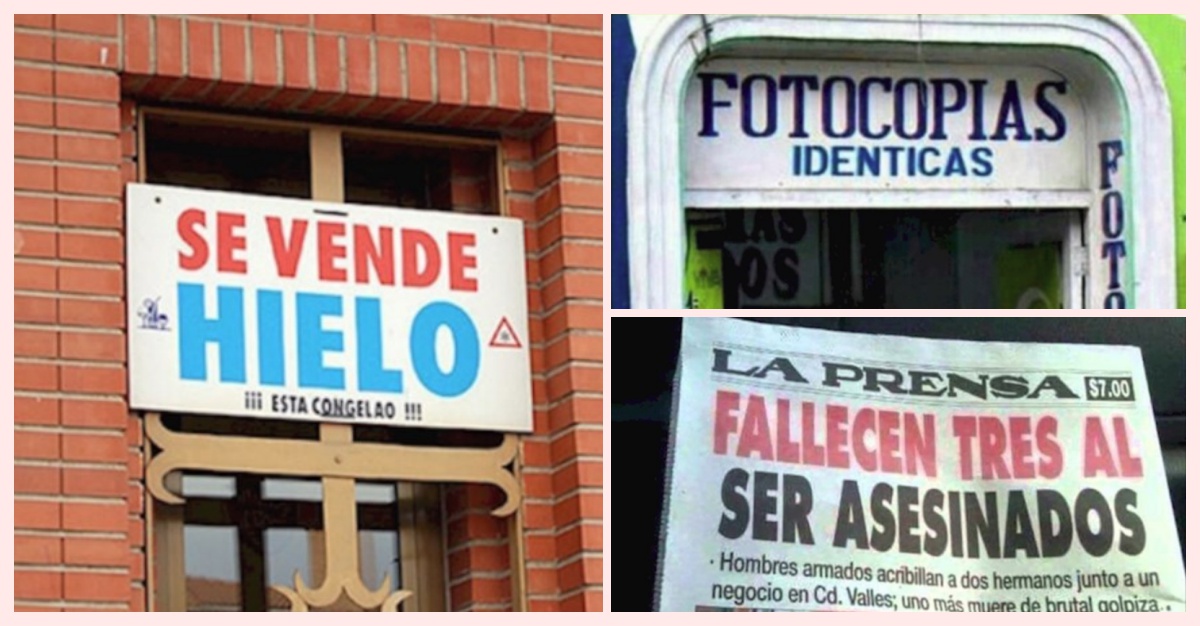 SE VENDE
HIELO
¡¡¡ ESTA CONGELAO !!!
FOTOCOPIAS
IDENTICAS
FOTO
LA PRENSA $7.00
FALLECEN TRES AL
SER ASESINADOS
· Hombres armados acribillan a dos hermanos junto a un
negocio en Cd. Valles; uno más muere de brutal golpiza.